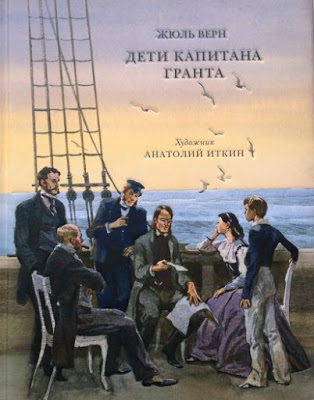 ЖЮЛЬ ВЕРН
ДЕТИ КАПИТАНА
ГРАНТА
Художник
АНАТОЛИЙ ИТКИН